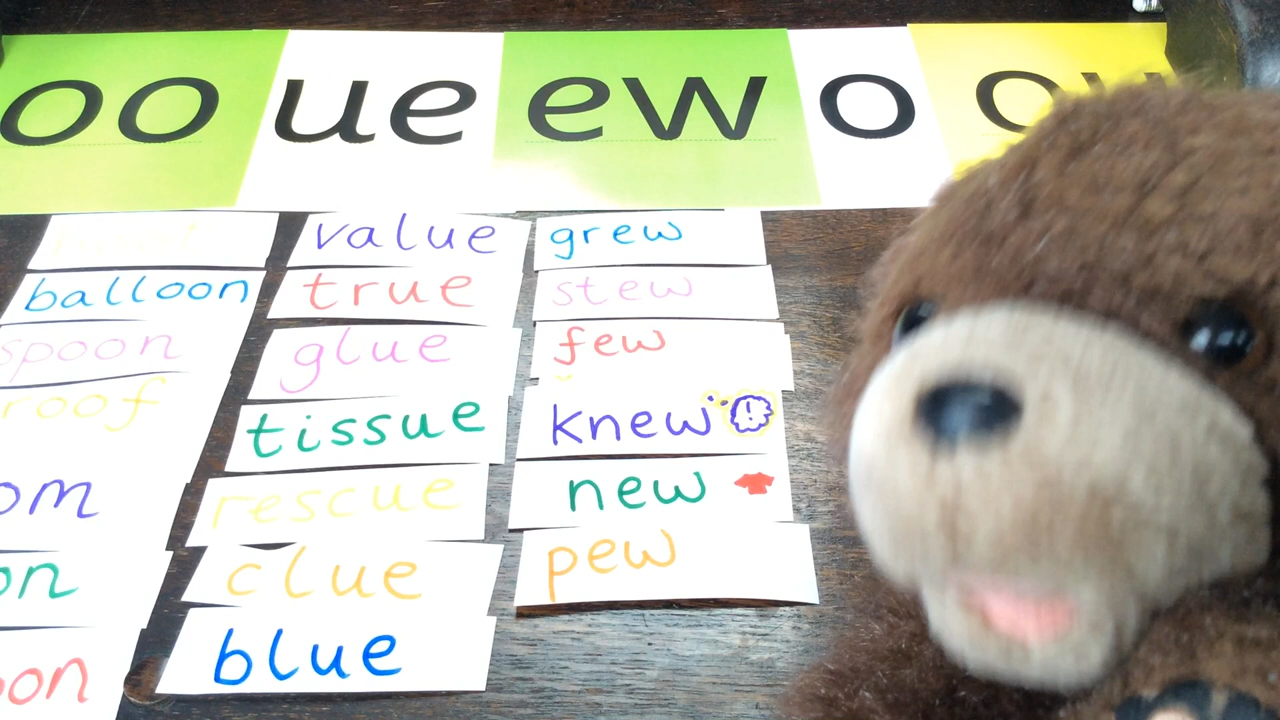 oo ue ew o
balloon
spoon
roof
value
true
glue
tissue
rescue
clue
blue
grew
stew
few
knew
new
pew